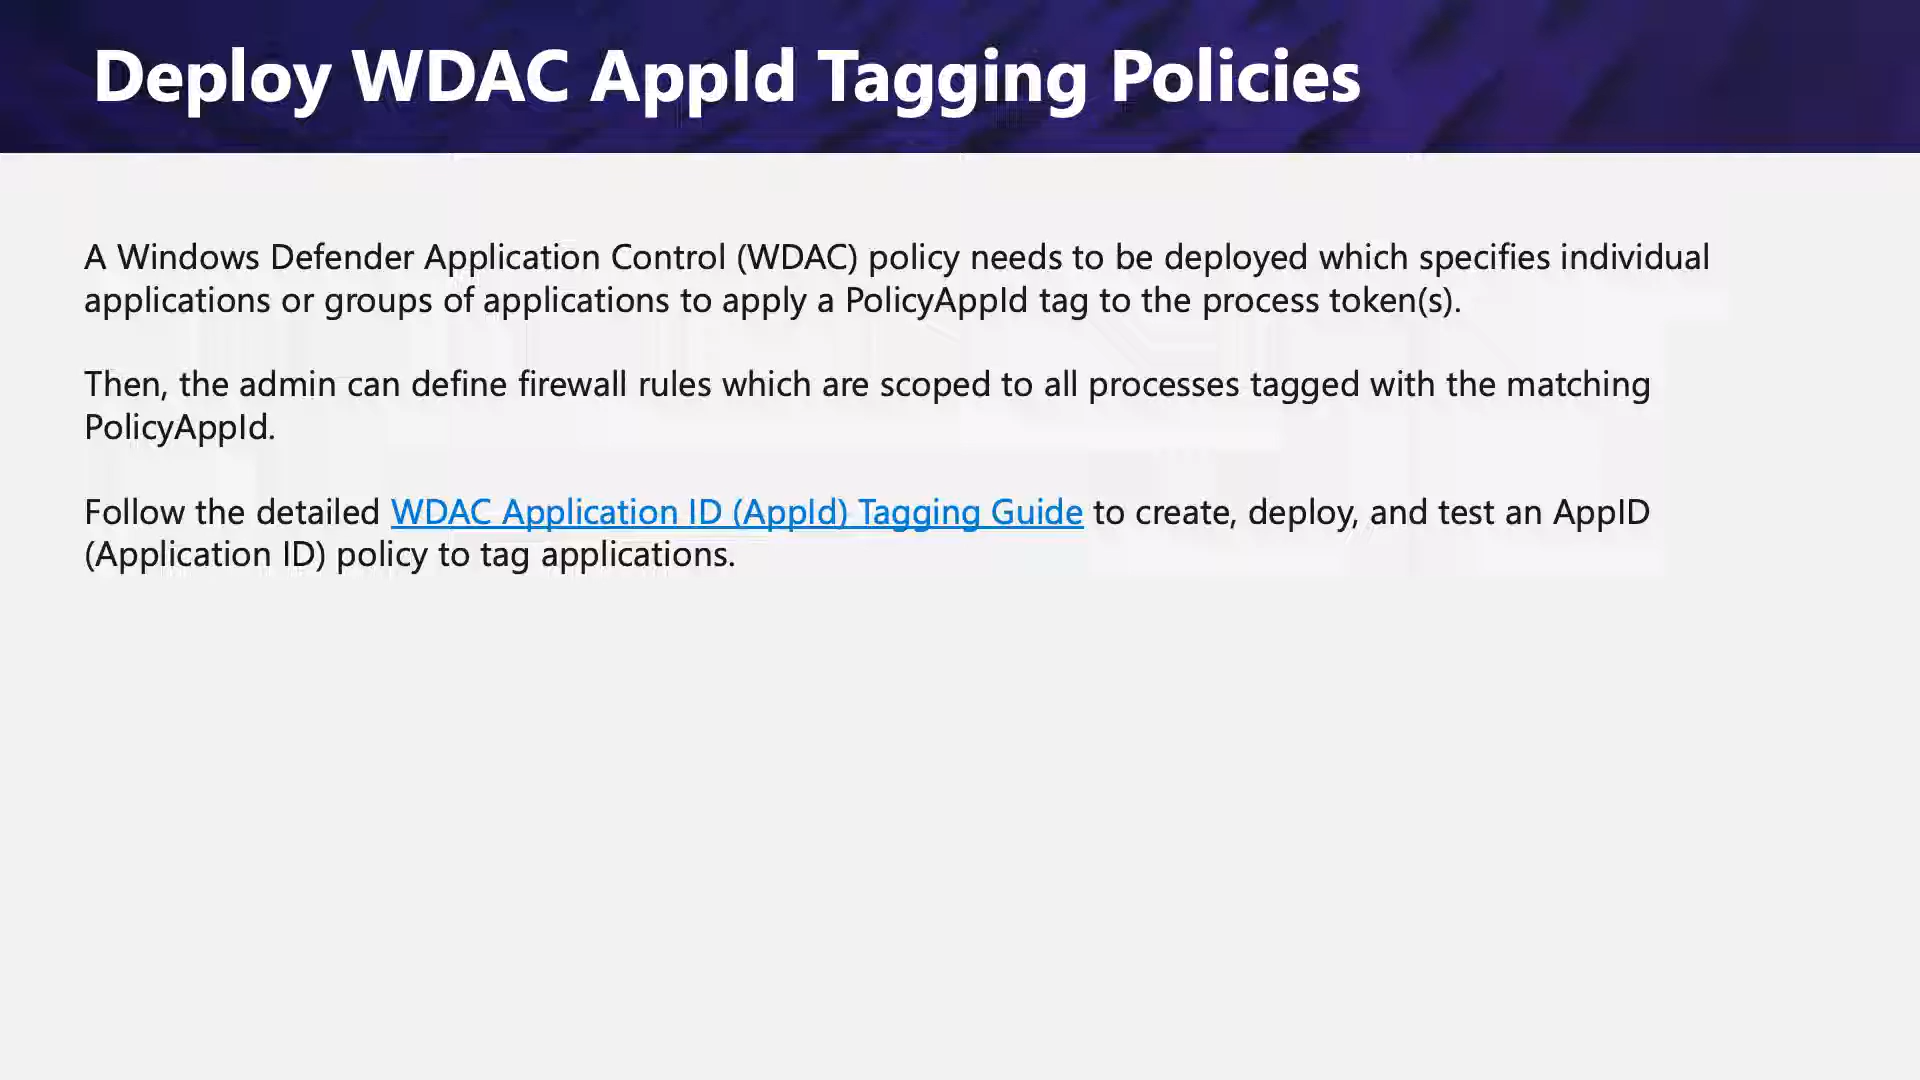 Deploy WDAC AppId Tagging Policies
A Windows Defender Application Control (WDAC) policy needs to be deployed which specifies individual
applications or groups of applications to apply a PolicyAppId tag to the process token(s).
Then, the admin can define firewall rules which are scoped to all processes tagged with the matching
PolicyAppId.
Follow the detailed WDAC Application ID (AppId) Tagging Guide to create, deploy, and test an AppID
(Application ID) policy to tag applications.